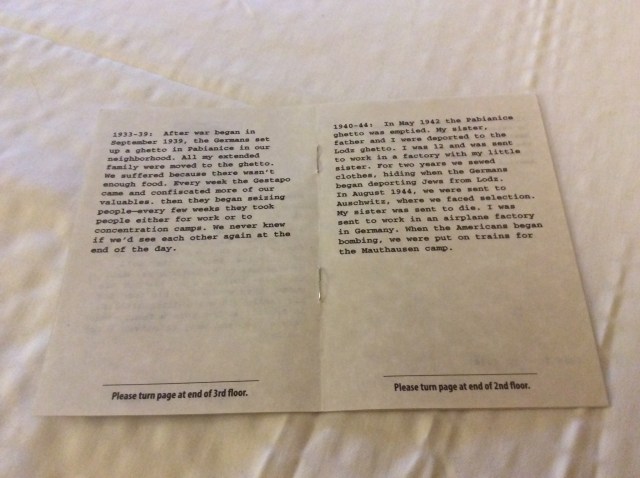 1933-39: After war began in
September 1939, the Germans set
up a ghetto in Pabianice in our
neighborhood. All my extended
family were moved to the ghetto.
We suffered because there wasn't
enough food. Every week the Gestapo
came and confiscated more of our
valuables. then they began seizing
people—every few weeks they took
people either for work or to
concentration camps. We never knew
if we'd see each other again at the
end of the day.
Please turn page at end of 3rd floor.
1940-44: In May 1942 the Pabianice
ghetto was emptied. My sister,
father and I were deported to the
Lodz ghetto. I was 12 and was sent
to work in a factory with my little
sister. For two years we sewed
clothes, hiding when the Germans
began deporting Jews from Lodz.
In August 1944, we were sent to
Auschwitz, where we faced selection.
My sister was sent to die. I was
sent to work in an airplane factory
in Germany. When the Americans began
bombing, we were put on trains for
the Mauthausen camp.
Please turn page at end of 2nd floor.